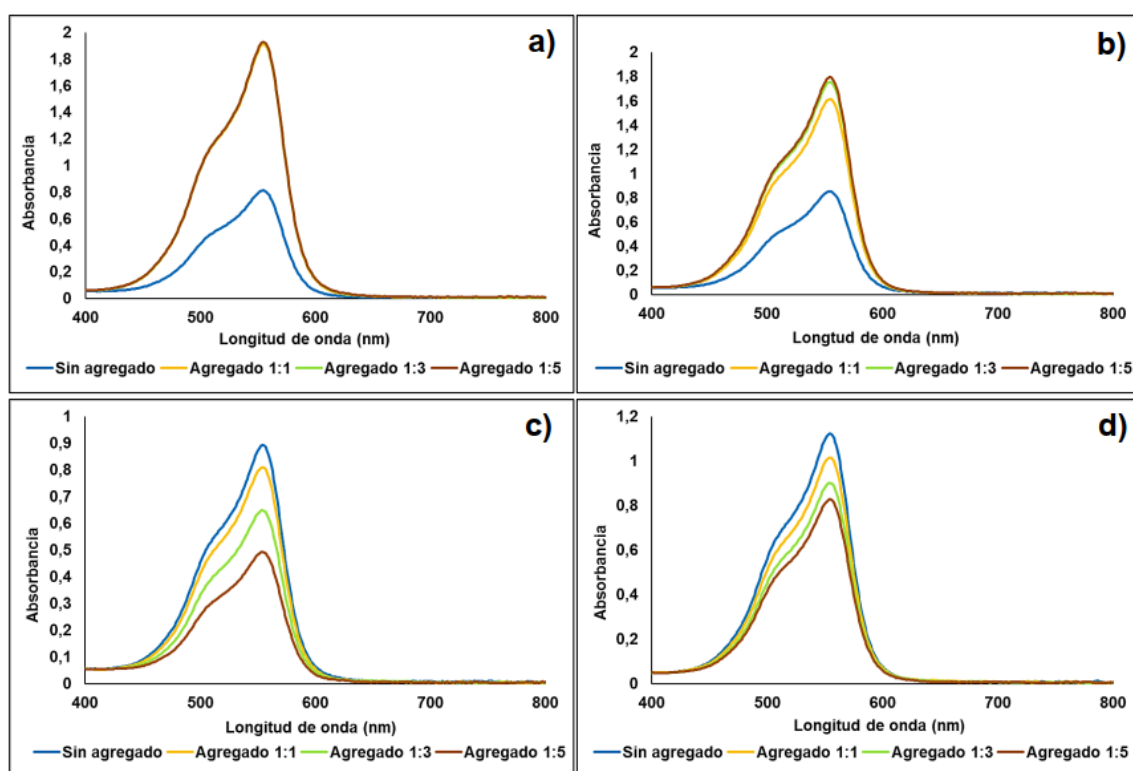 a)
2
1,8
1,6
1,4
1,2
1
0,8
0,6
0,4
0,2
0
Absorbancia
400 500 600 700 800
Longitud de onda (nm)
Sin agregado Agregado 1:1 Agregado 1:3 Agregado 1:5
b)
2
1,8
1,6
1,4
1,2
1
0,8
0,6
0,4
0,2
0
Absorbancia
400 500 600 700 800
Longtud de onda (nm)
Sin agregado Agregado 1:1 Agregado 1:3 Agregado 1:5
c)
1
0,9
0,8
0,7
0,6
0,5
0,4
0,3
0,2
0,1
0
Absorbancia
400 500 600 700 800
Longitud de onda (nm)
Sin agregado Agregado 1:1 Agregado 1:3 Agregado 1:5
d)
1,2
1
0,8
0,6
0,4
0,2
0
Absorbancia
400 500 600 700 800
Longitud de onda (nm)
Sin agregado Agregado 1:1 Agregado 1:3 Agregado 1:5